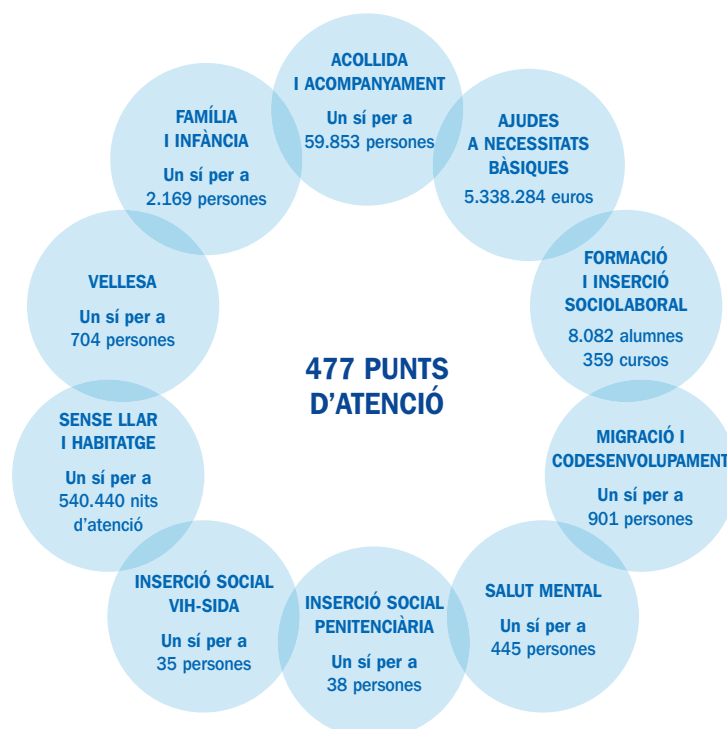 ACOLLIDA
I ACOMPANYAMENT
Un sí per a
59.853 persones
AJUDES
A NECESSITATS
BÀSIQUES
5.338.284 euros
FORMACIÓ
I INSERCIÓ
SOCIOLABORAL
8.082 alumnes
359 cursos
MIGRACIÓ I
CODESENVOLUPAMENT
Un sí per a
901 persones
SALUT MENTAL
Un sí per a
445 persones
INSERCIÓ SOCIAL
PENITENCIÀRIA
Un sí per a
38 persones
INSERCIÓ SOCIAL
VIH-SIDA
Un sí per a
35 persones
SENSE LLAR
I HABITATGE
Un sí per a
540.440 nits
d'atenció
VELLESA
Un sí per a
704 persones
FAMÍLIA
I INFÀNCIA
Un sí per a
2.169 persones
477 PUNTS
D'ATENCIÓ